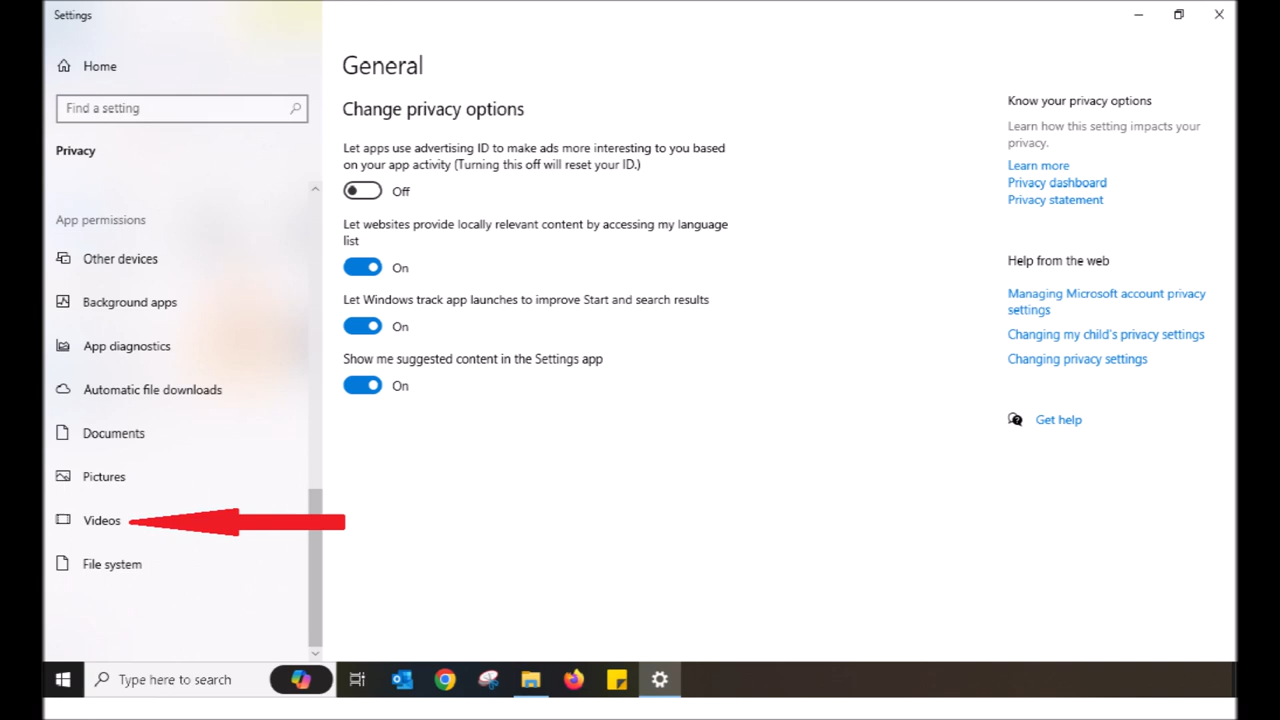 Settings
Home
Find a setting
Privacy
App permissions
Other devices
Background apps
App diagnostics
Automatic file downloads
Documents
Pictures
Videos
File system
General
Change privacy options
Let apps use advertising ID to make ads more interesting to you based
on your app activity (Turning this off will reset your ID.)
Off
Let websites provide locally relevant content by accessing my language
list
On
Let Windows track app launches to improve Start and search results
On
Show me suggested content in the Settings app
On
Know your privacy options
Learn how this setting impacts your
privacy.
Learn more
Privacy dashboard
Privacy statement
Help from the web
Managing Microsoft account privacy
settings
Changing my child's privacy settings
Changing privacy settings
Get help
Type here to search